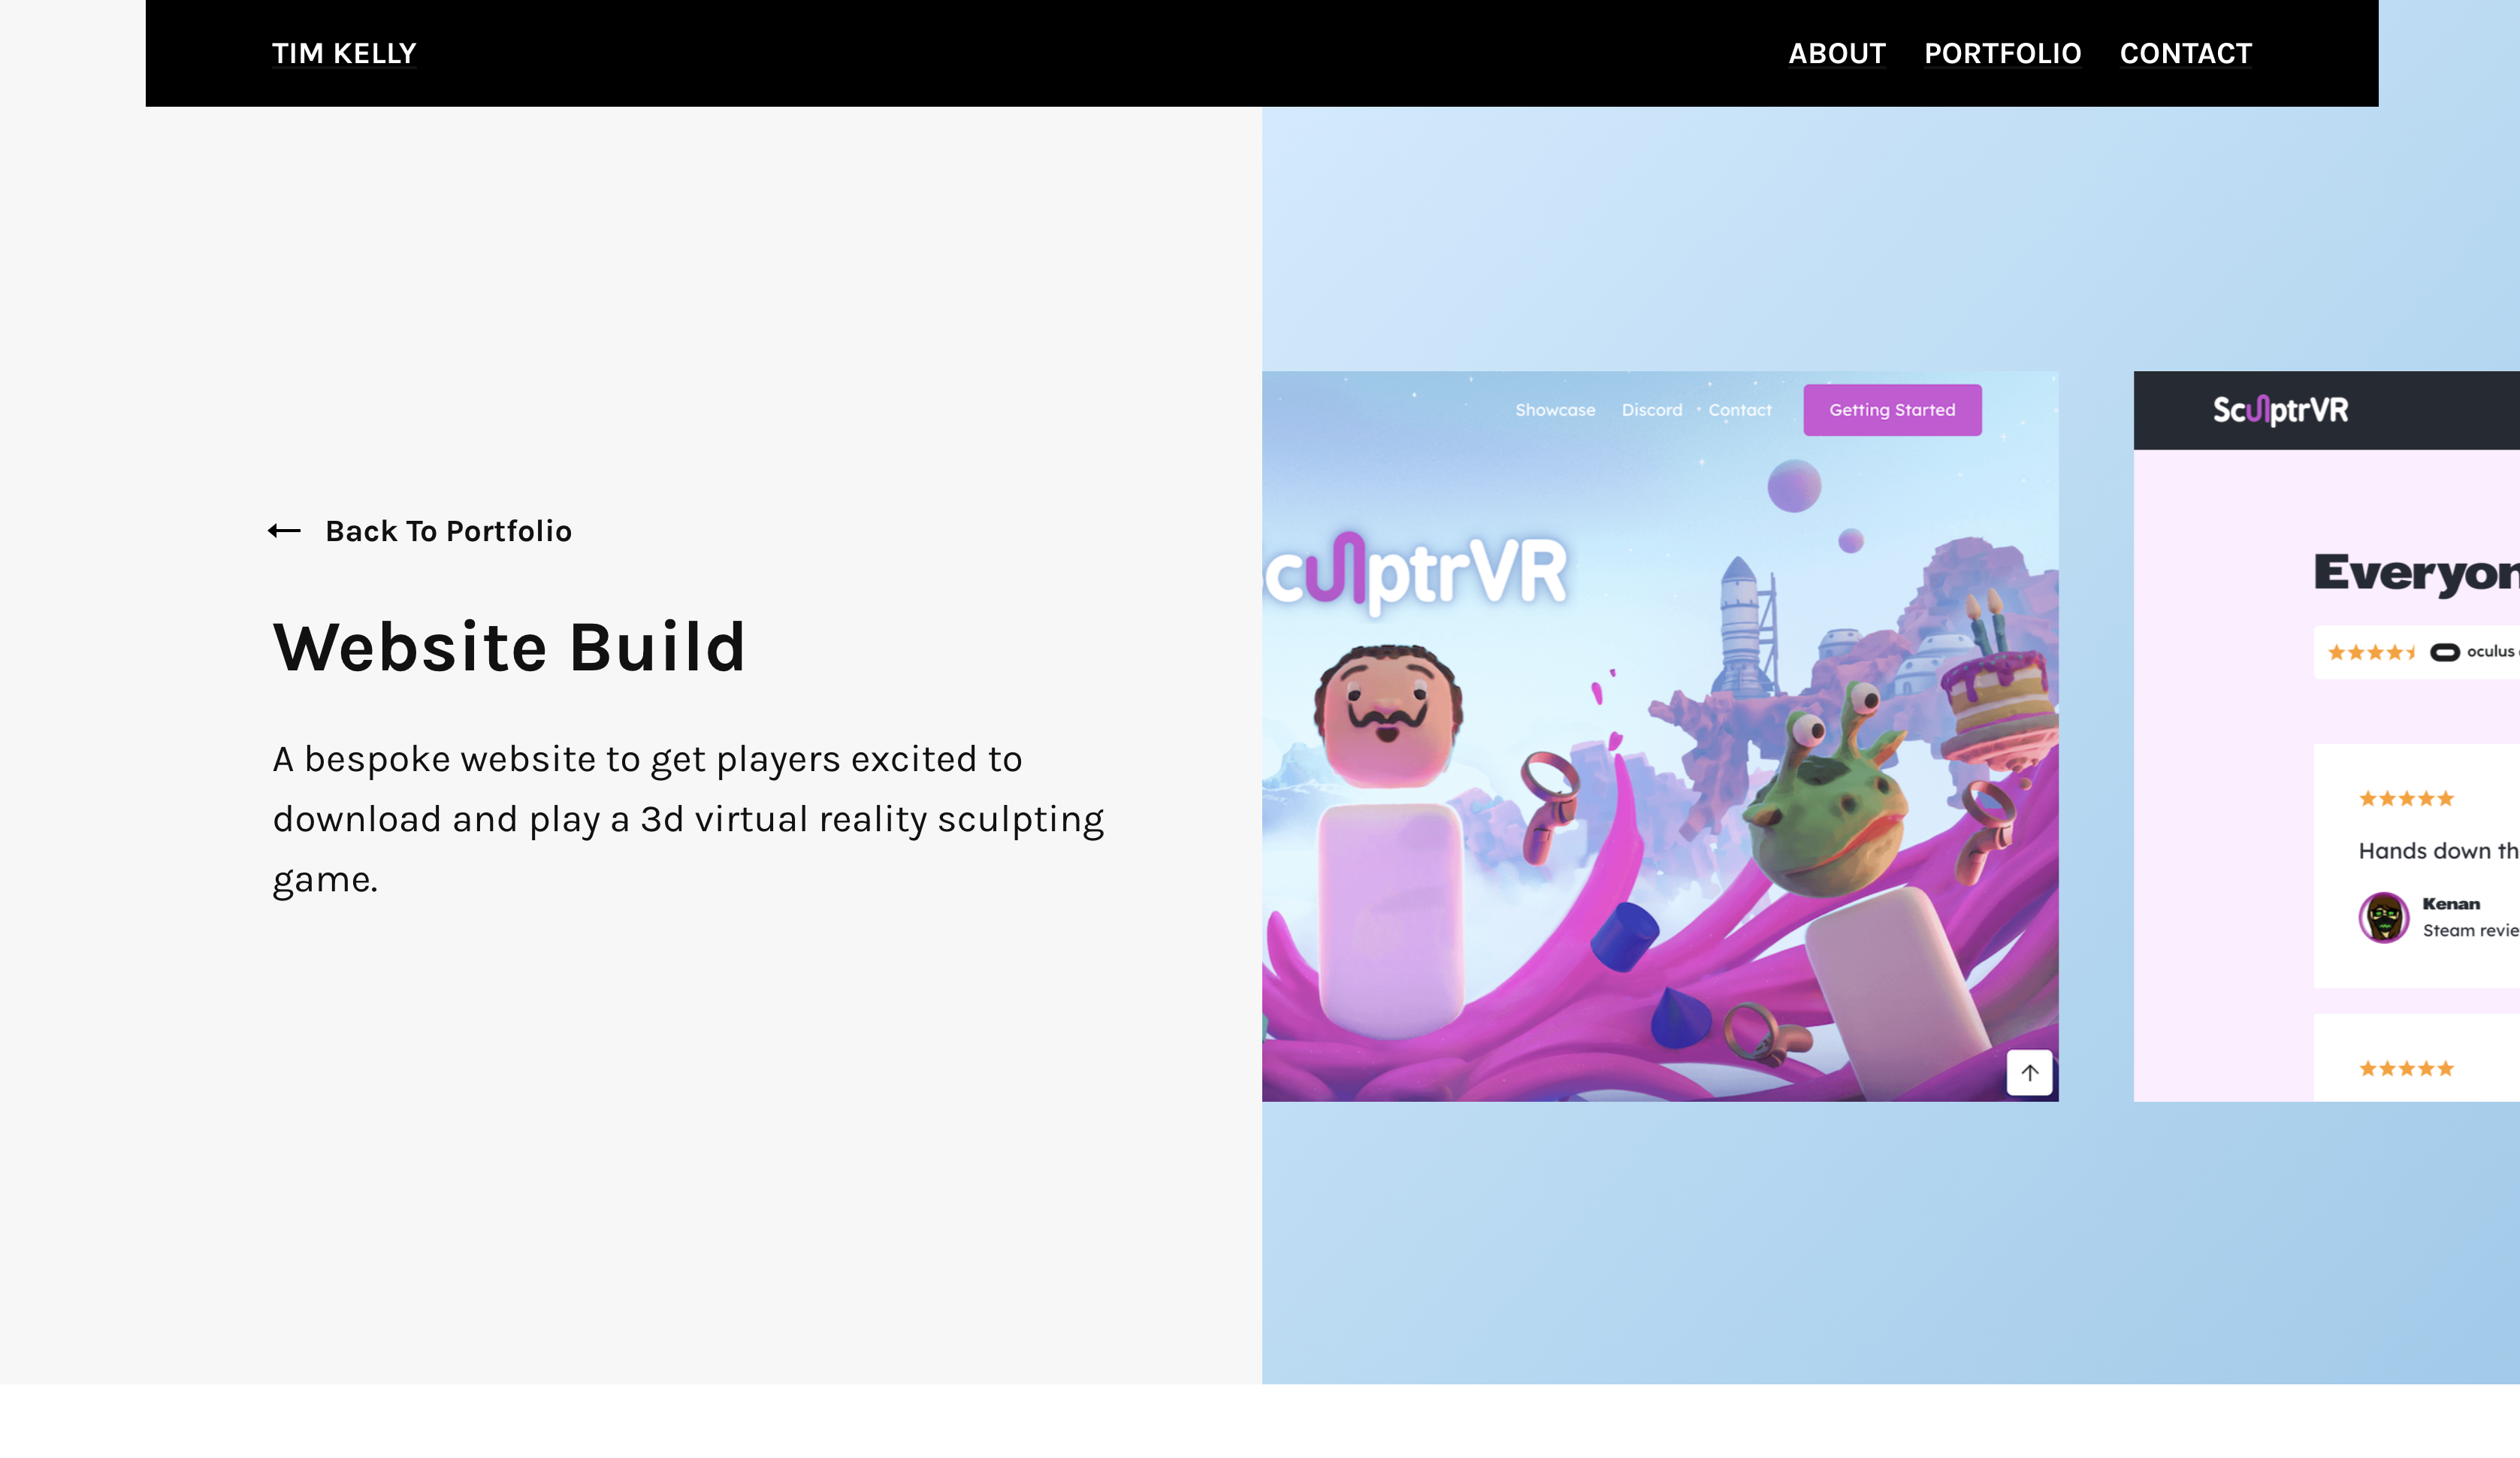 TIM KELLY
ABOUT PORTFOLIO CONTACT
Back To Portfolio
Website Build
A bespoke website to get players excited to
download and play a 3d virtual reality sculpting
game.
Showcase Discord Contact Getting Started
culptrVR
SculptrVR
Everyon
oculus
Hands down th
Kenan
Steam revie